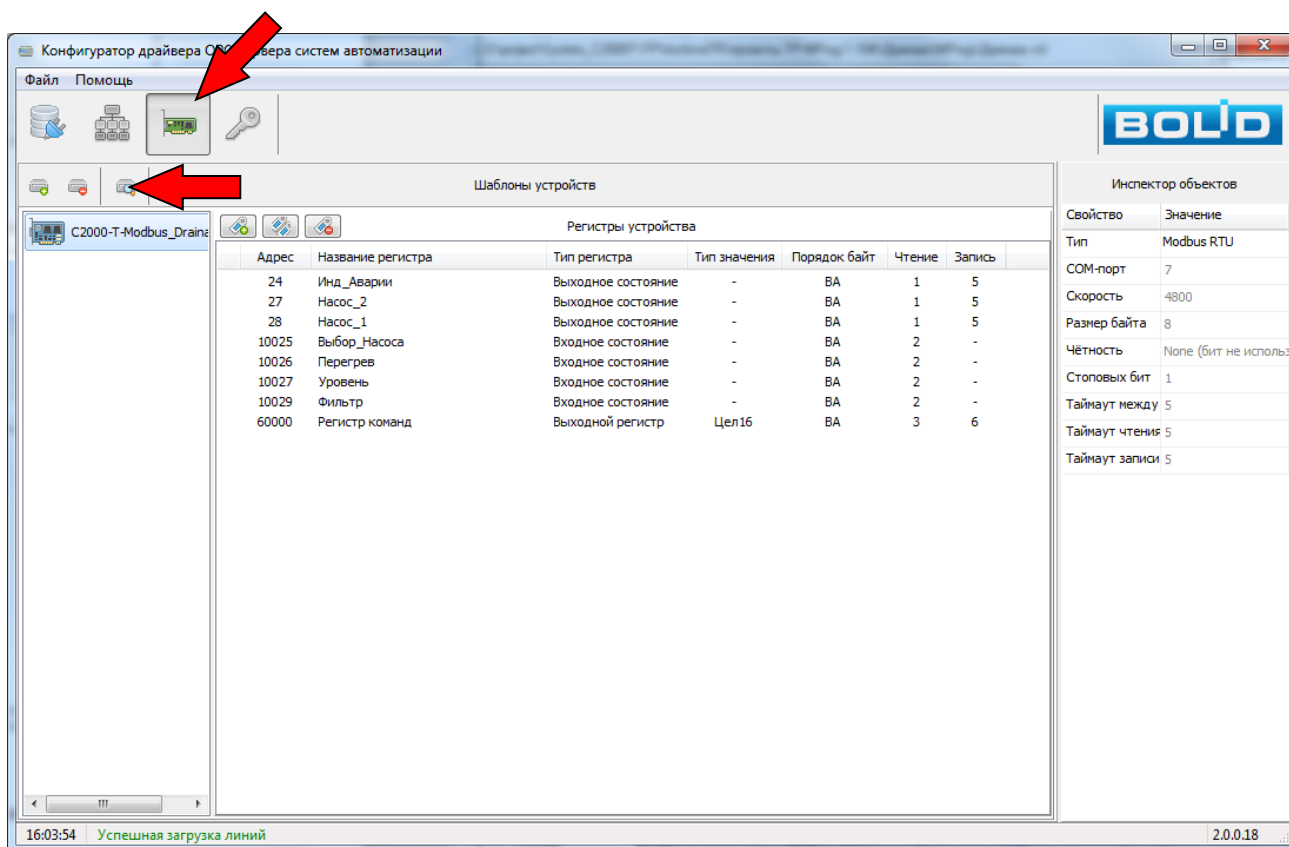 Конфигуратор драйвера OPC сервера систем автоматизации
Файл Помощь
BOLID
Шаблоны устройств
Инспектор объектов
C2000-T-Modbus_Draina
Регистры устройства
Адрес Название регистра Тип регистра Тип значения Порядок байт Чтение Запись
24 Инд_Аварии Выходное состояние - BA 1 5
27 Насос_2 Выходное состояние - BA 1 5
28 Насос_1 Выходное состояние - BA 1 5
10025 Выбор_Насоса Входное состояние - BA 2 -
10026 Перегрев Входное состояние - BA 2 -
10027 Уровень Входное состояние - BA 2 -
10029 Фильтр Входное состояние - BA 2 -
60000 Регистр команд Выходной регистр Цел16 BA 3 6
Свойство Значение
Тип Modbus RTU
COM-порт 7
Скорость 4800
Размер байта 8
Чётность None (бит не использ
Стоповых бит 1
Таймаут между 5
Таймаут чтения 5
Таймаут записи 5
16:03:54 Успешная загрузка линий
2.0.0.18